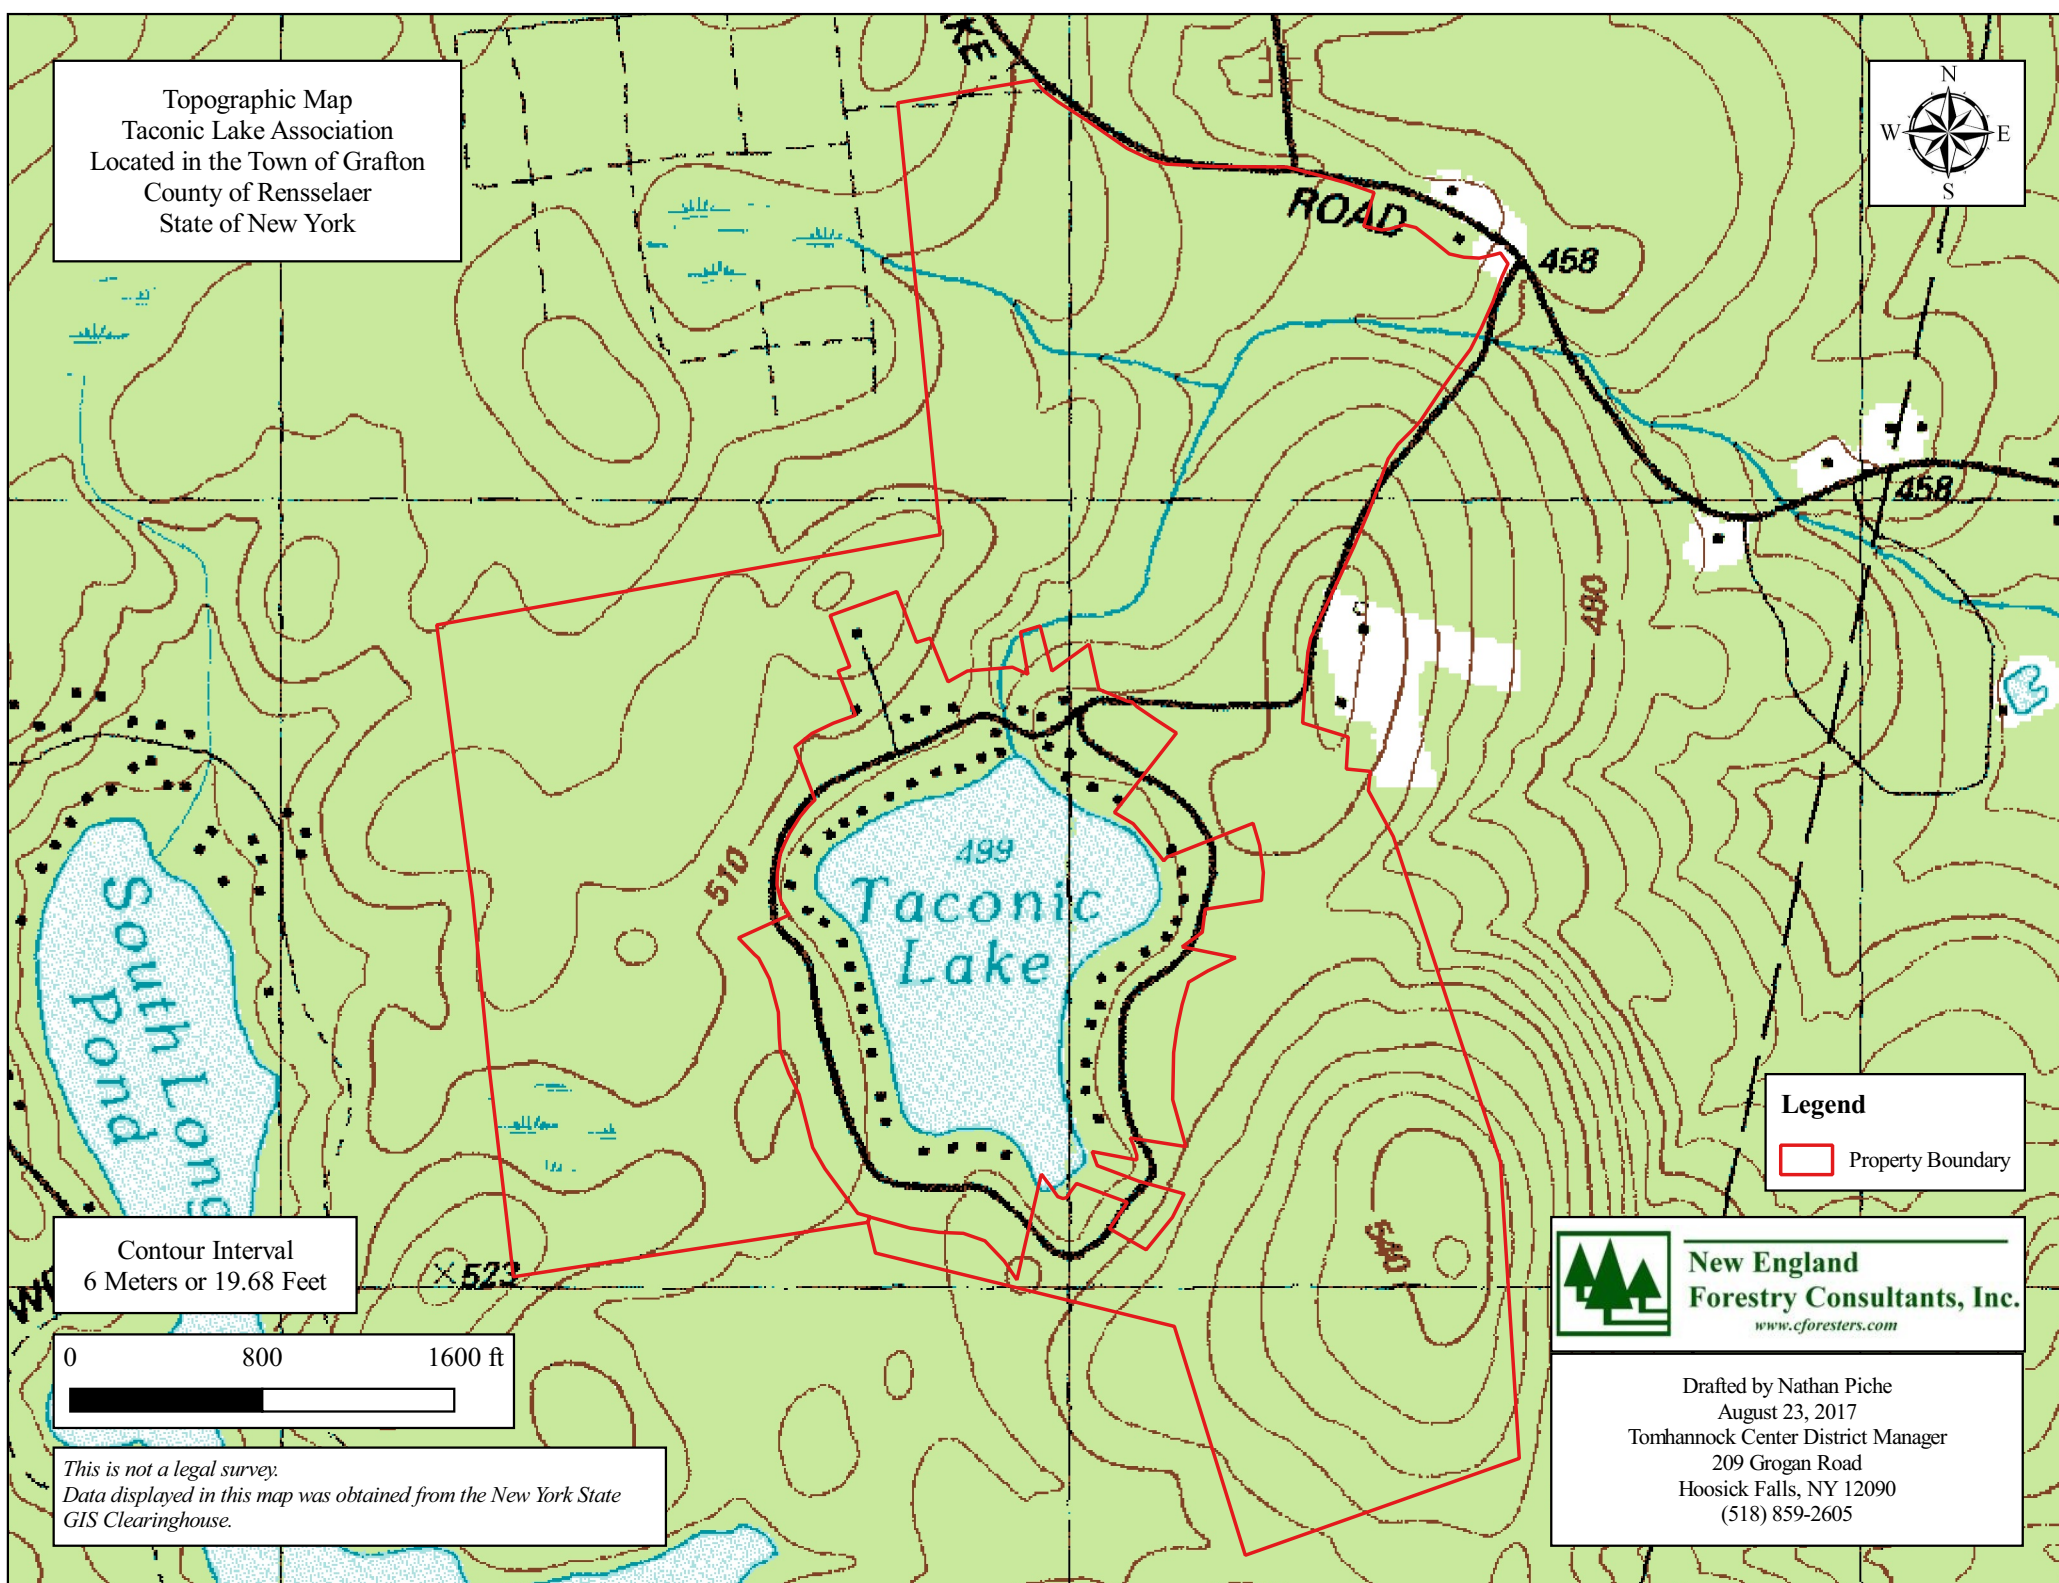 Topographic Map
Taconic Lake Association
Located in the Town of Grafton
County of Rensselaer
State of New York
KE
ROAD
N
W E
S
458
458
480
510
499
Taconic
Lake
South Long
Pond
540
523
Legend
Property Boundary
Contour Interval
6 Meters or 19.68 Feet
0 800 1600 ft
This is not a legal survey.
Data displayed in this map was obtained from the New York State
GIS Clearinghouse.
New England
Forestry Consultants, Inc.
www.cforesters.com
Drafted by Nathan Piche
August 23, 2017
Tomhannock Center District Manager
209 Grogan Road
Hoosick Falls, NY 12090
(518) 859-2605